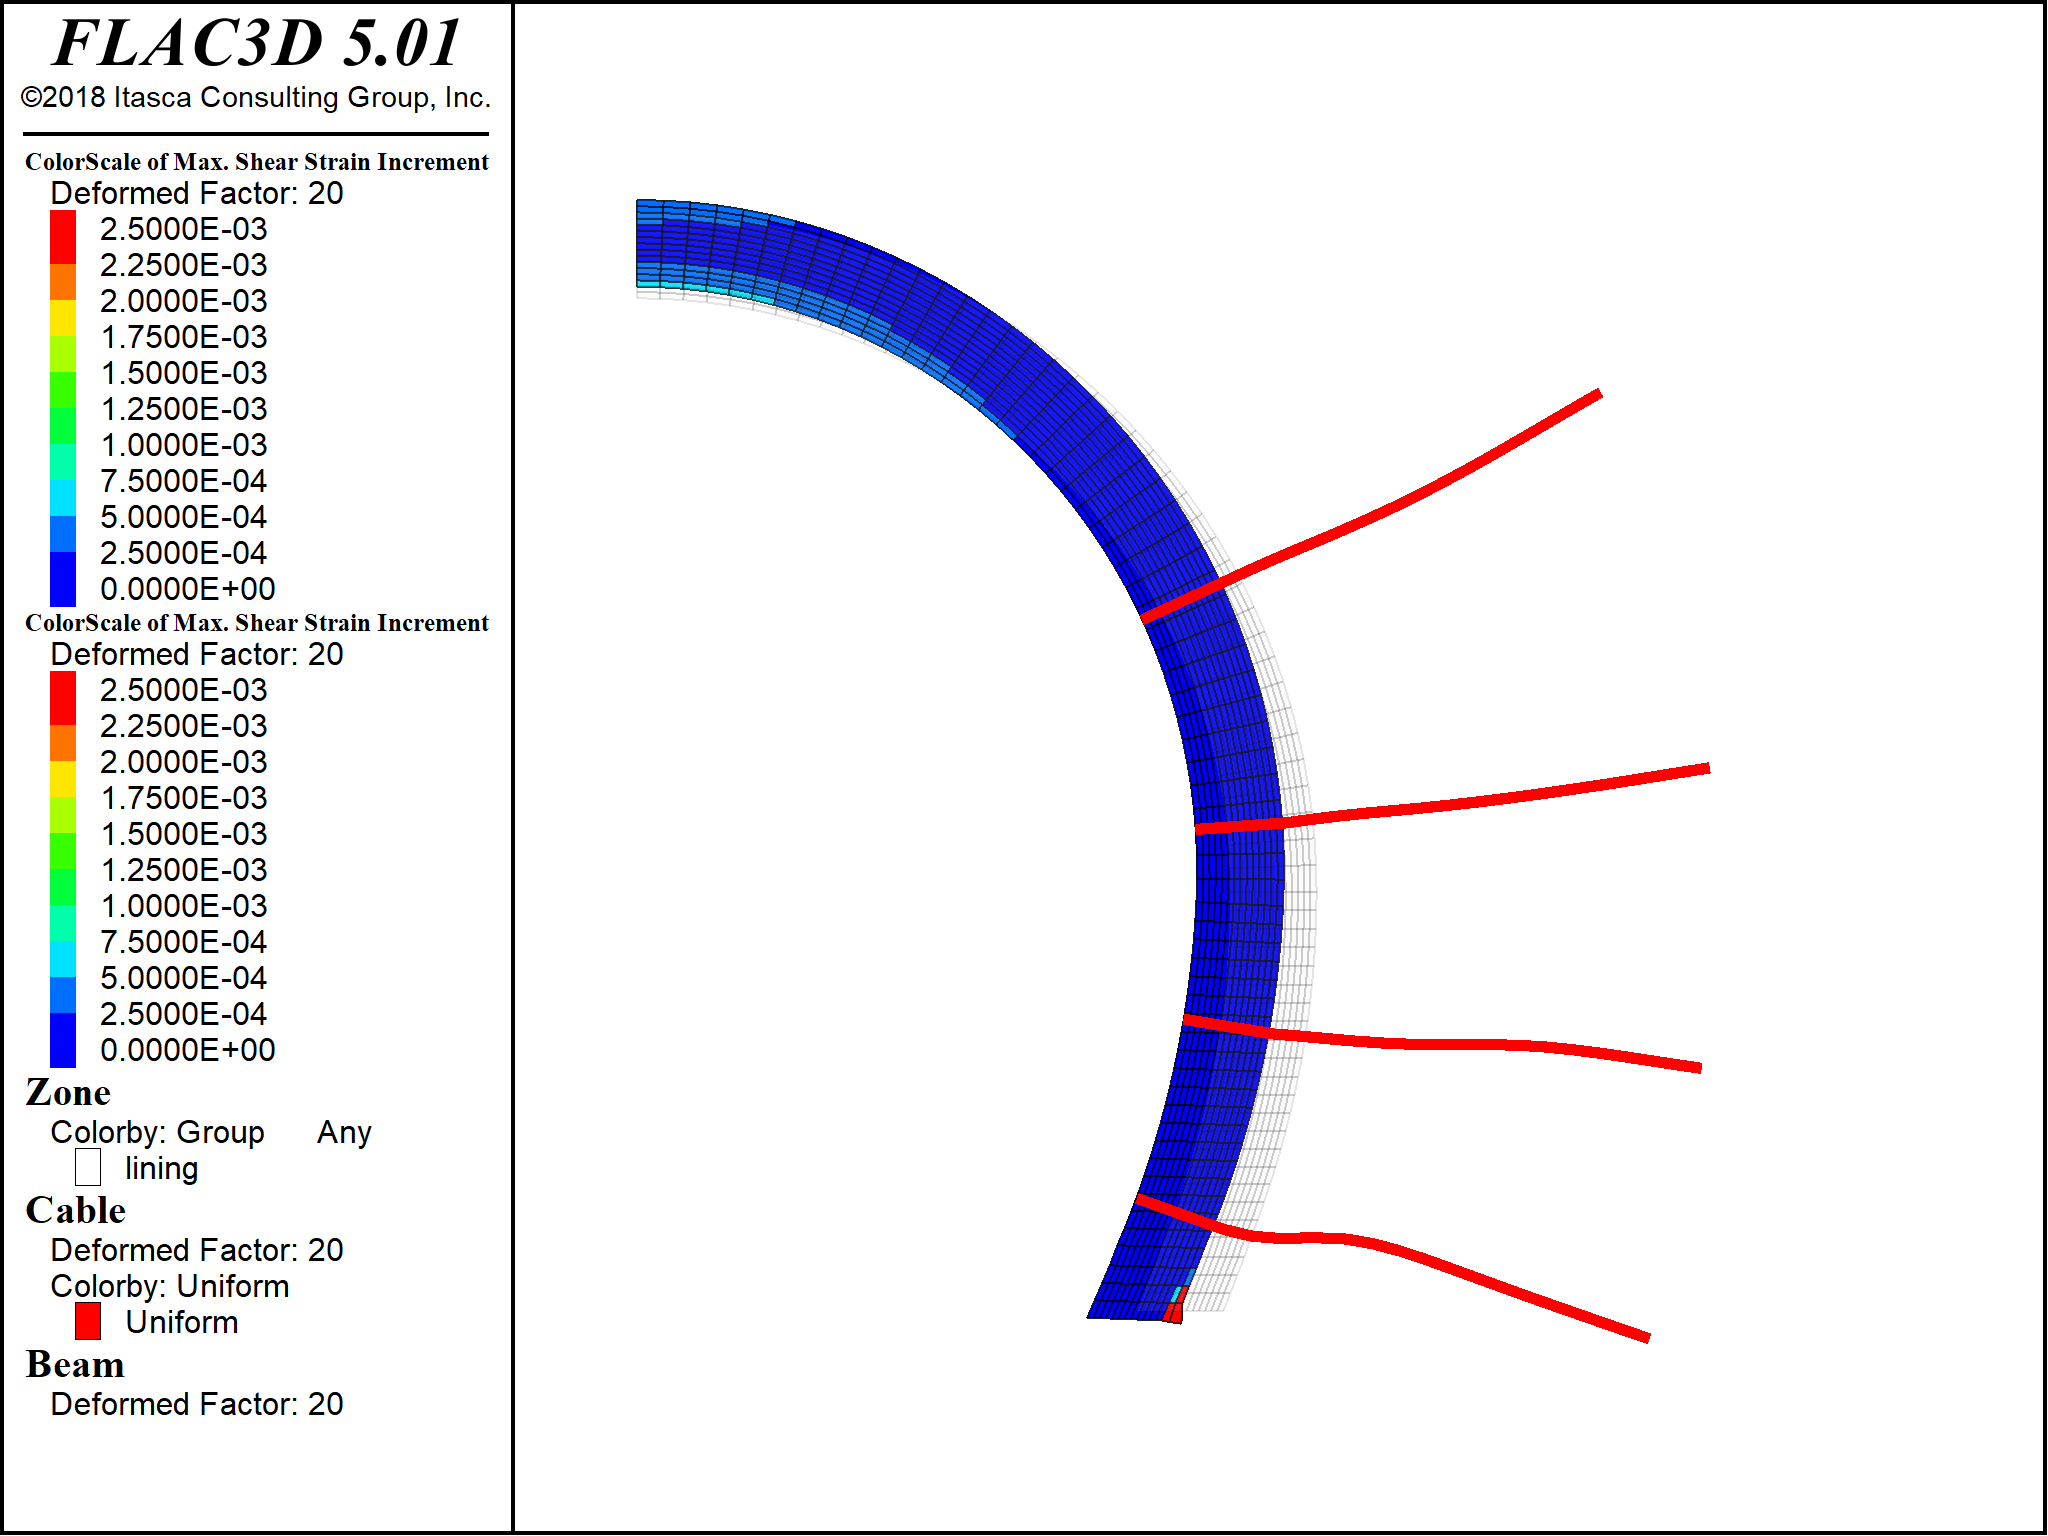 FLAC3D 5.01
©2018 Itasca Consulting Group, Inc.
ColorScale of Max. Shear Strain Increment
Deformed Factor: 20
2.5000E-03
2.2500E-03
2.0000E-03
1.7500E-03
1.5000E-03
1.2500E-03
1.0000E-03
7.5000E-04
5.0000E-04
2.5000E-04
0.0000E+00
ColorScale of Max. Shear Strain Increment
Deformed Factor: 20
2.5000E-03
2.2500E-03
2.0000E-03
1.7500E-03
1.5000E-03
1.2500E-03
1.0000E-03
7.5000E-04
5.0000E-04
2.5000E-04
0.0000E+00
Zone
Colorby: Group Any
lining
Cable
Deformed Factor: 20
Colorby: Uniform
Uniform
Beam
Deformed Factor: 20